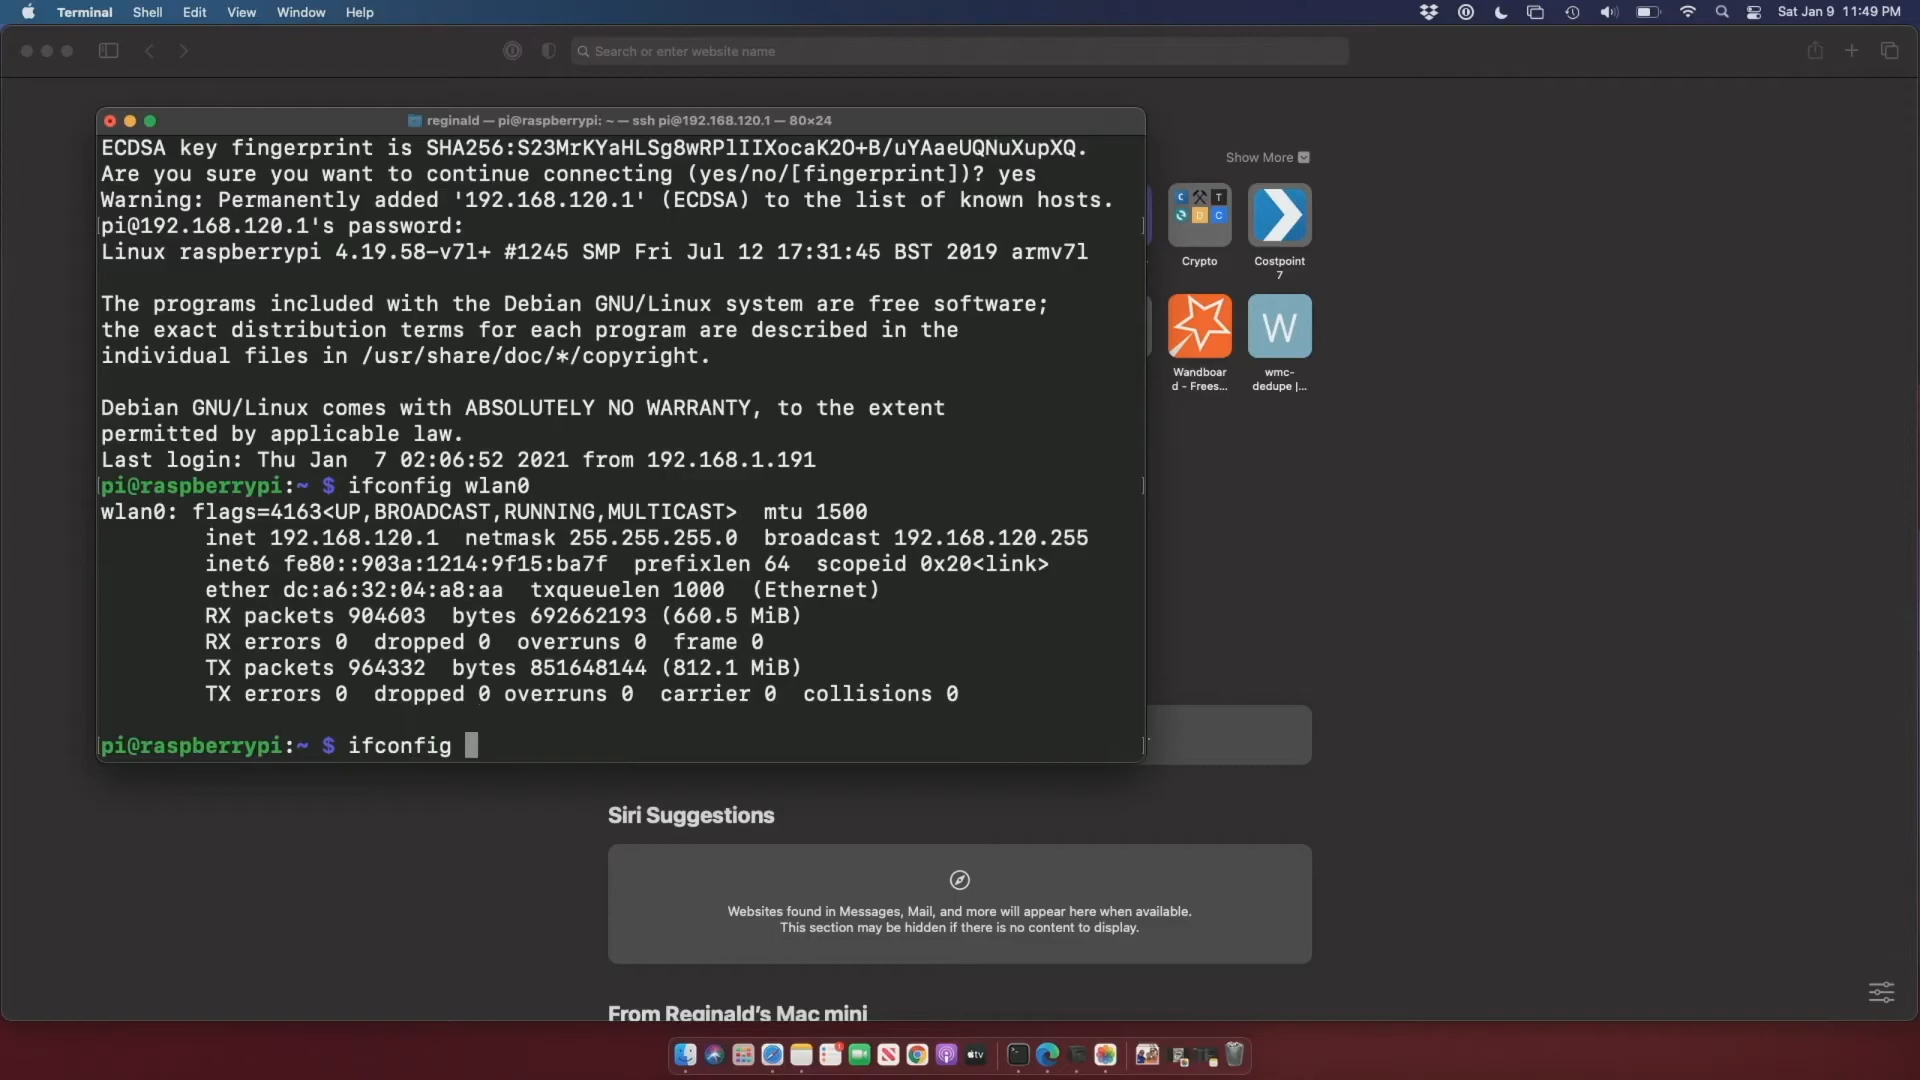 Terminal Shell Edit View Window Help Sat Jan 9 11:49 PM
Search or enter website name
reginald — pi@raspberrypi: ~ — ssh pi@192.168.120.1 — 80×24
ECDSA key fingerprint is SHA256:S23MrKYaHLSg8wRPlIIXocaK2O+B/uYAaeUQNuXupXQ.
Are you sure you want to continue connecting (yes/no/[fingerprint])? yes
Warning: Permanently added '192.168.120.1' (ECDSA) to the list of known hosts.
pi@192.168.120.1's password:
Linux raspberrypi 4.19.58-v7l+ #1245 SMP Fri Jul 12 17:31:45 BST 2019 armv7l
The programs included with the Debian GNU/Linux system are free software;
the exact distribution terms for each program are described in the
individual files in /usr/share/doc/*/copyright.
Debian GNU/Linux comes with ABSOLUTELY NO WARRANTY, to the extent
permitted by applicable law.
Last login: Thu Jan  7 02:06:52 2021 from 192.168.1.191
pi@raspberrypi:~ $ ifconfig wlan0
wlan0: flags=4163<UP,BROADCAST,RUNNING,MULTICAST>  mtu 1500
inet 192.168.120.1  netmask 255.255.255.0  broadcast 192.168.120.255
inet6 fe80::903a:1214:9f15:ba7f  prefixlen 64  scopeid 0x20<link>
ether dc:a6:32:04:a8:aa  txqueuelen 1000  (Ethernet)
RX packets 904603  bytes 692662193 (660.5 MiB)
RX errors 0  dropped 0  overruns 0  frame 0
TX packets 964332  bytes 851648144 (812.1 MiB)
TX errors 0  dropped 0 overruns 0  carrier 0  collisions 0
pi@raspberrypi:~ $ ifconfig
Show More
C T
D C
Crypto
Costpoint
7
W
Wandboar
d - Frees...
wmc-
dedupe |...
Siri Suggestions
Websites found in Messages, Mail, and more will appear here when available.
This section may be hidden if there is no content to display.
From Reginald's Mac mini
tv